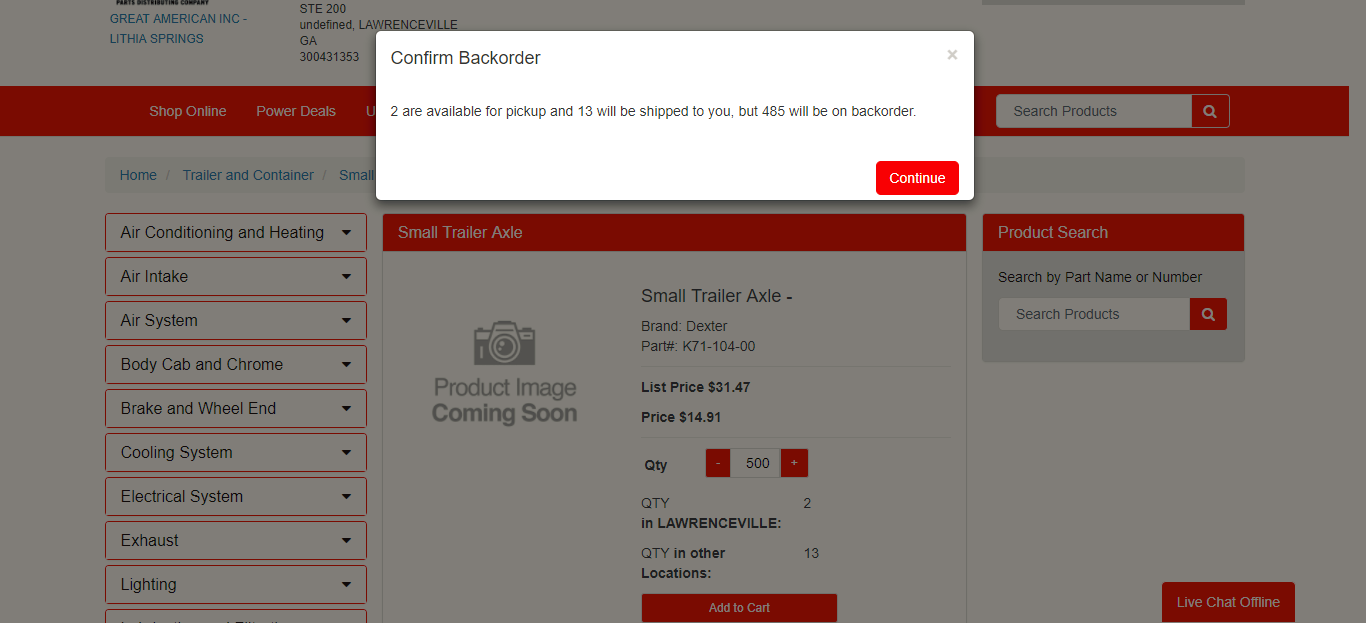 PARTS DISTRIBUTING COMPANY
GREAT AMERICAN INC -
LITHIA SPRINGS
STE 200
undefined, LAWRENCEVILLE
GA
300431353
Confirm Backorder
×
2 are available for pickup and 13 will be shipped to you, but 485 will be on backorder.
Continue
Shop Online
Power Deals
U
Search Products
Home / Trailer and Container / Small
Air Conditioning and Heating
Air Intake
Air System
Body Cab and Chrome
Brake and Wheel End
Cooling System
Electrical System
Exhaust
Lighting
Small Trailer Axle
Product Image
Coming Soon
Small Trailer Axle -
Brand: Dexter
Part#: K71-104-00
List Price $31.47
Price $14.91
Qty - 500 +
QTY 2
in LAWRENCEVILLE:
QTY in other 13
Locations:
Add to Cart
Product Search
Search by Part Name or Number
Search Products
Live Chat Offline